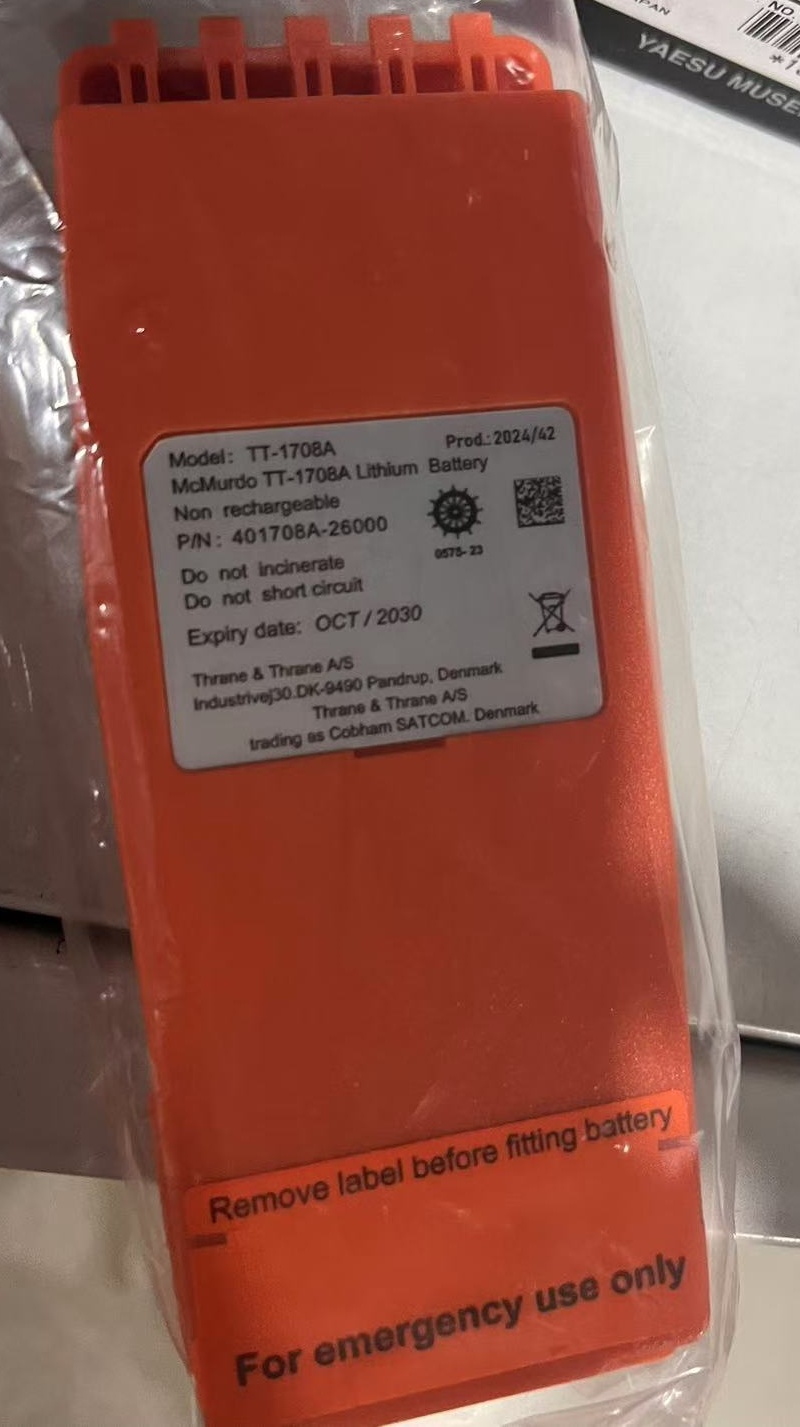 PAN
NO.
YAESU MUSE
Model: TT-1708A
Prod.:2024/42
McMurdo TT-1708A Lithium Battery
Non rechargeable
P/N: 401708A-26000
0575-23
Do not incinerate
Do not short circuit
Expiry date: OCT / 2030
Thrane & Thrane A/S
Industrivej30.DK-9490 Pandrup, Denmark
Thrane & Thrane A/S
trading as Cobham SATCOM. Denmark
Remove label before fitting battery
For emergency use only